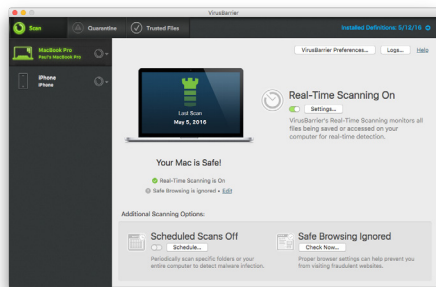 VirusBarrier
Scan
Quarantine
Trusted Files
Installed Definitions: 5/12/16
MacBook Pro
Paul's MacBook Pro
iPhone
iPhone
VirusBarrier Preferences...
Logs...
Help
Last Scan
May 5, 2016
Real-Time Scanning On
Settings...
VirusBarrier's Real-Time Scanning monitors all
files being saved or accessed on your
computer for real-time detection.
Your Mac is Safe!
Real-Time Scanning is On
Safe Browsing is ignored • Edit
Additional Scanning Options:
Scheduled Scans Off
Schedule...
Periodically scan specific folders or your
entire computer to detect malware infection.
Safe Browsing Ignored
Check Now...
Proper browser settings can help prevent you
from visiting fraudulent websites.